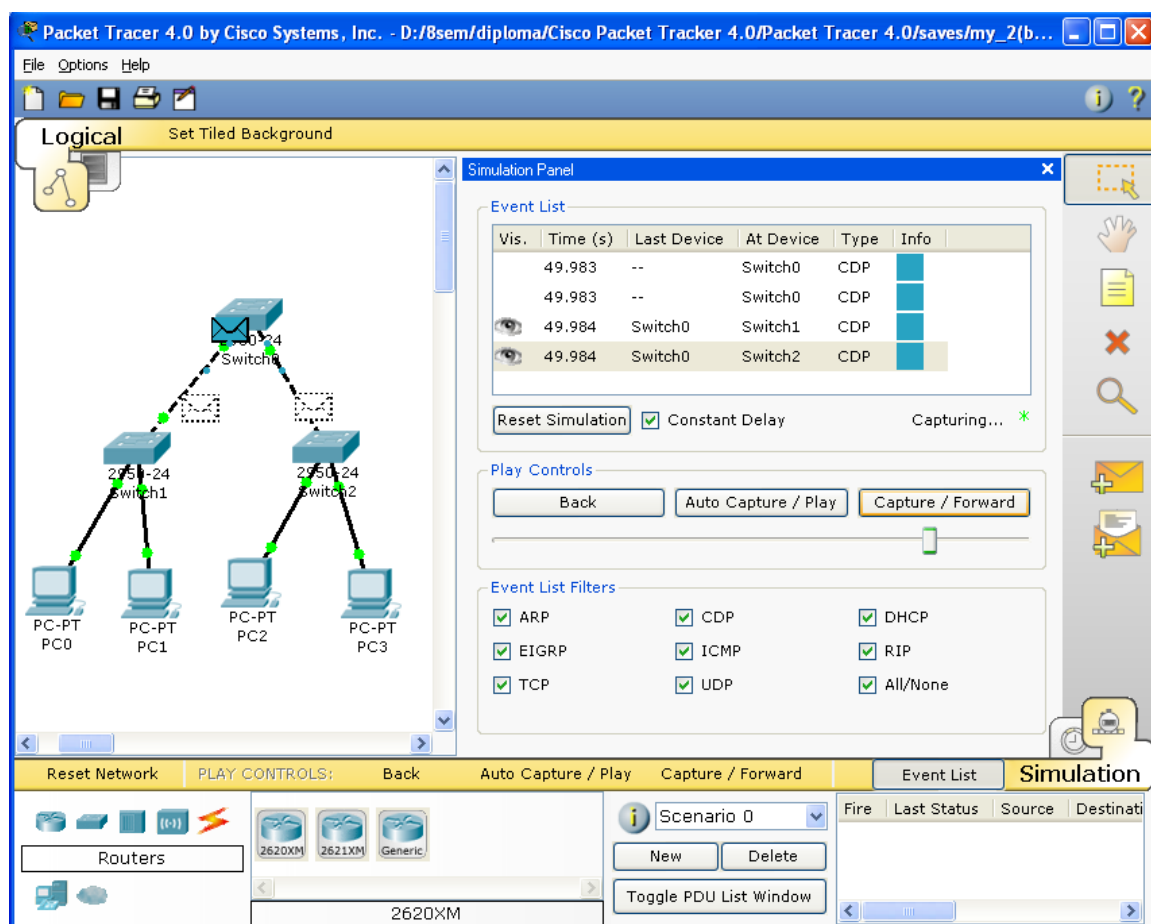 Packet Tracer 4.0 by Cisco Systems, Inc. - D:/8sem/diploma/Cisco Packet Tracker 4.0/Packet Tracer 4.0/saves/my_2(b...
File Options Help
Logical Set Tiled Background
Simulation Panel
Event List
Vis. Time (s) Last Device At Device Type Info
49.983 -- Switch0 CDP
49.983 -- Switch0 CDP
49.984 Switch0 Switch1 CDP
49.984 Switch0 Switch2 CDP
Reset Simulation Constant Delay Capturing... *
Play Controls
Back Auto Capture / Play Capture / Forward
Event List Filters
ARP CDP DHCP
EIGRP ICMP RIP
TCP UDP All/None
2950-24
Switch0
2950-24
Switch1
2950-24
Switch2
PC-PT
PC0
PC-PT
PC1
PC-PT
PC2
PC-PT
PC3
Reset Network PLAY CONTROLS: Back Auto Capture / Play Capture / Forward Event List Simulation
Routers
2620XM 2621XM Generic
2620XM
Scenario 0
New Delete
Toggle PDU List Window
Fire Last Status Source Destinati